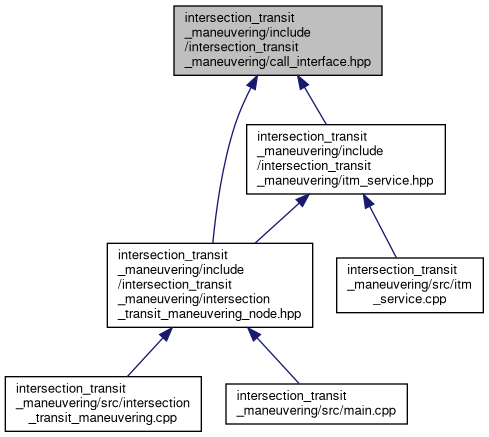 intersection_transit
_maneuvering/include
/intersection_transit
_maneuvering/call_interface.hpp
intersection_transit
_maneuvering/include
/intersection_transit
_maneuvering/itm_service.hpp
intersection_transit
_maneuvering/include
/intersection_transit
_maneuvering/intersection
_transit_maneuvering_node.hpp
intersection_transit
_maneuvering/src/itm
_service.cpp
intersection_transit
_maneuvering/src/intersection
_transit_maneuvering.cpp
intersection_transit
_maneuvering/src/main.cpp